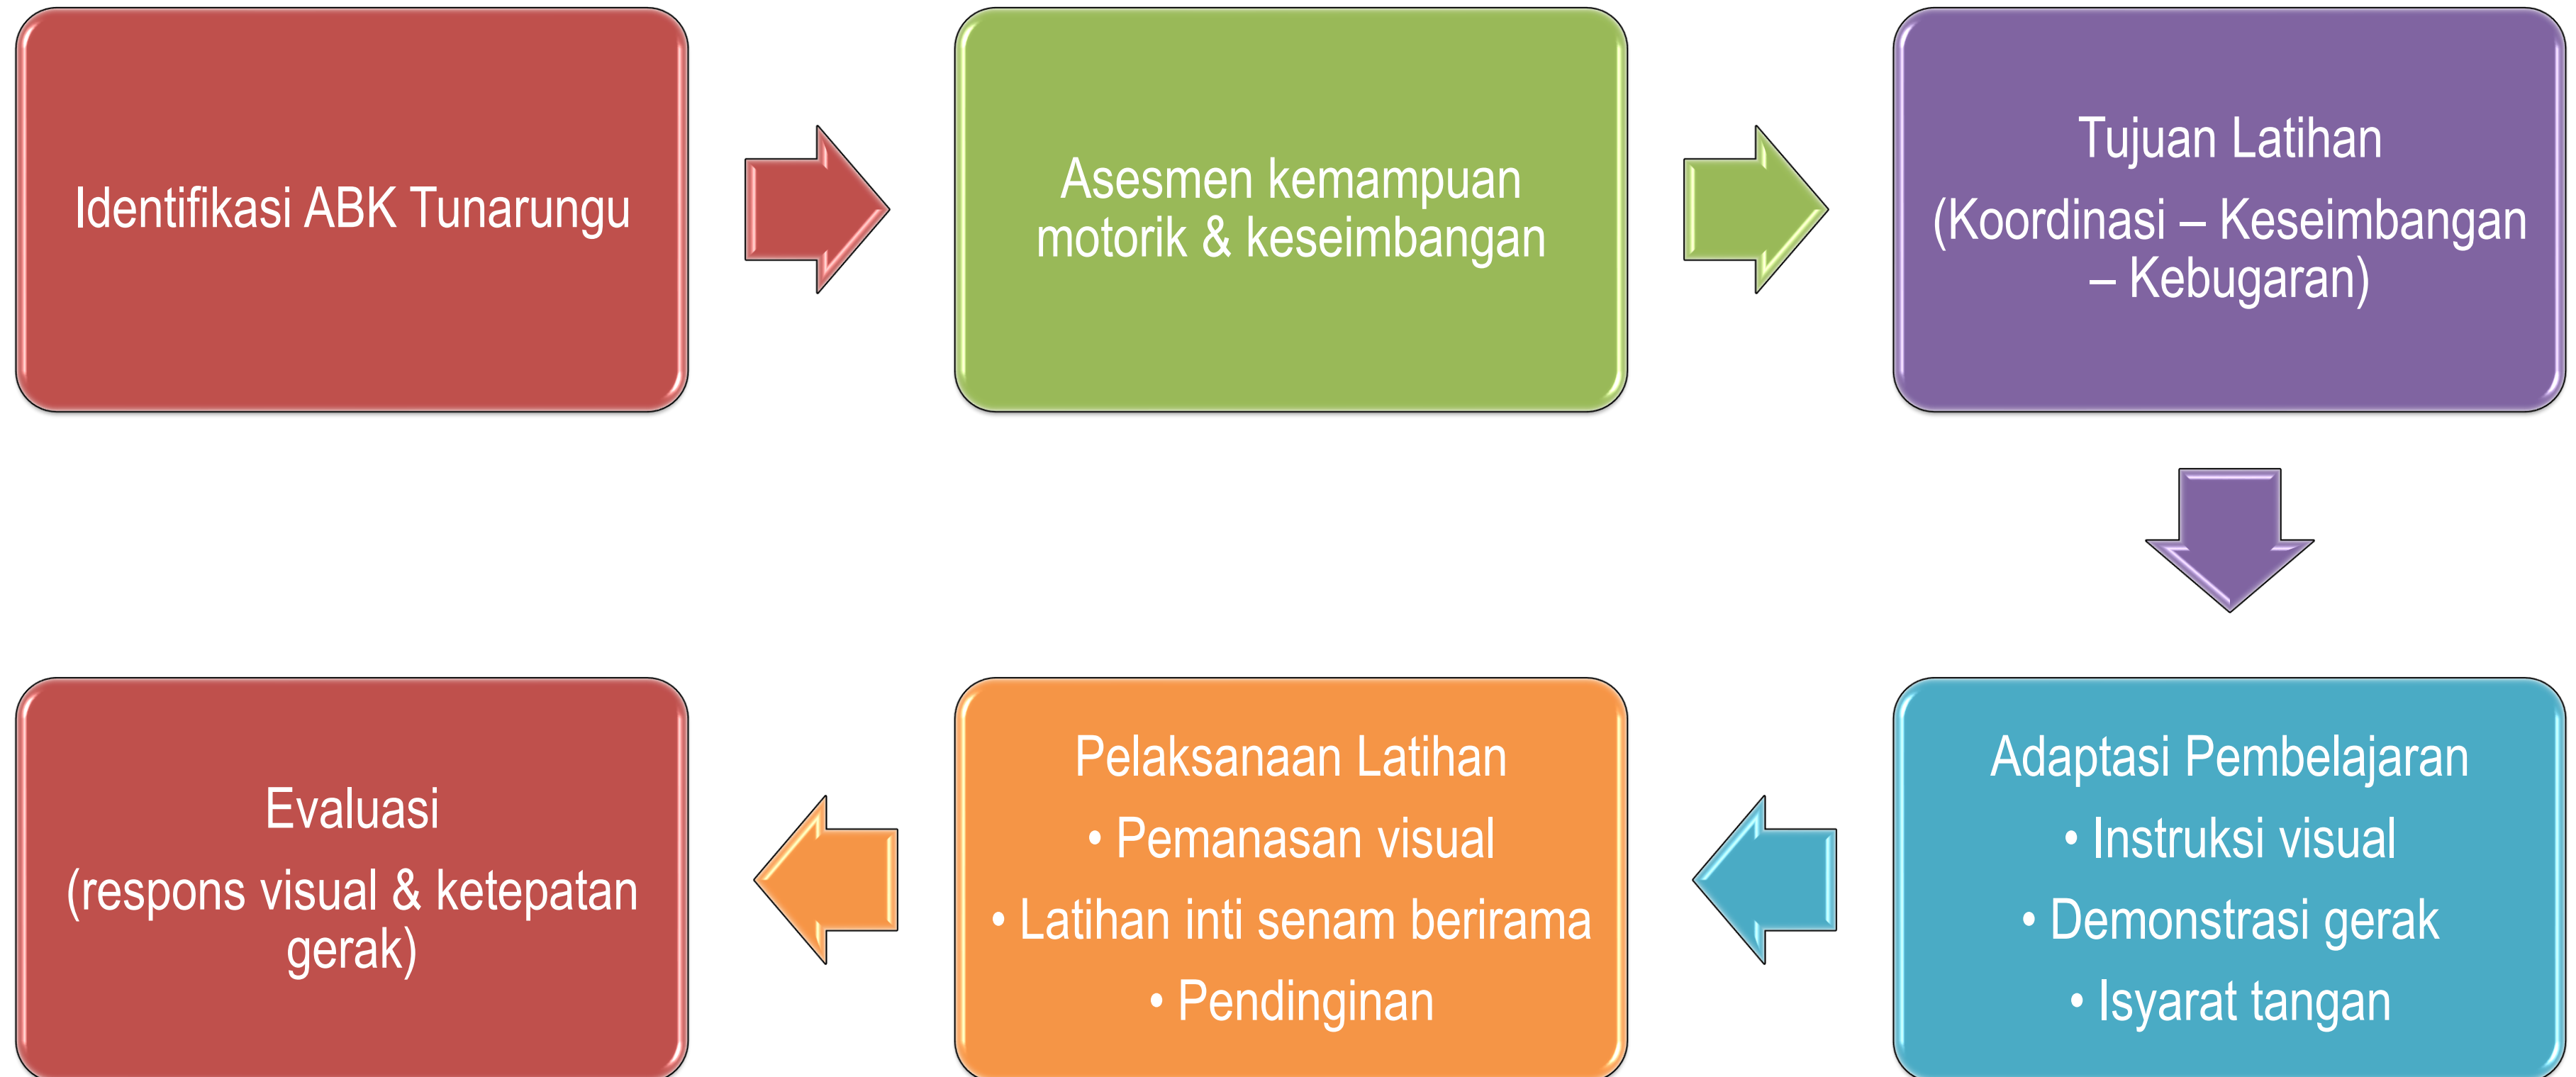 Identifikasi ABK Tunarungu
Asesmen kemampuan
motorik & keseimbangan
Tujuan Latihan
(Koordinasi – Keseimbangan
– Kebugaran)
Adaptasi Pembelajaran
• Instruksi visual
• Demonstrasi gerak
• Isyarat tangan
Pelaksanaan Latihan
• Pemanasan visual
• Latihan inti senam berirama
• Pendinginan
Evaluasi
(respons visual & ketepatan
gerak)